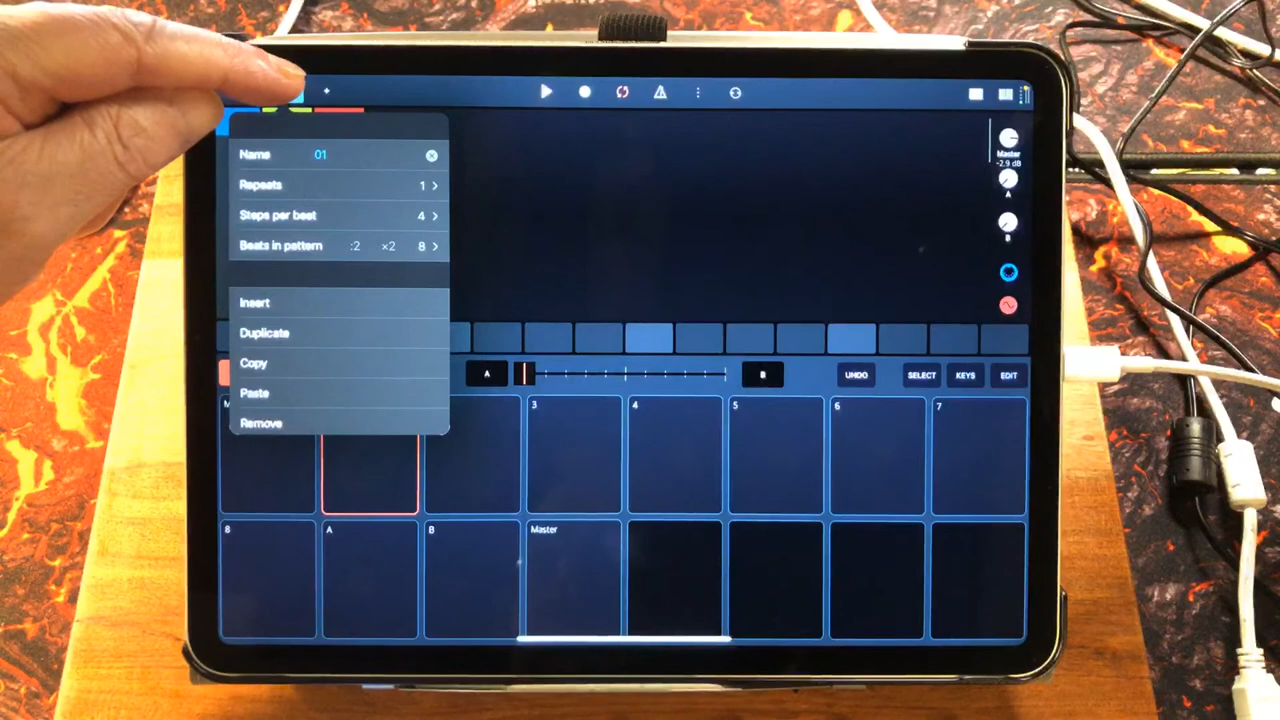 +
Name 01
Repeats 1 >
Steps per beat 4 >
Beats in pattern :2 ×2 8 >
Insert
Duplicate
Copy
Paste
Remove
Master
-2.9 dB
A
B
A
B
UNDO
SELECT
KEYS
EDIT
M
3
4
5
6
7
8
A
B
Master